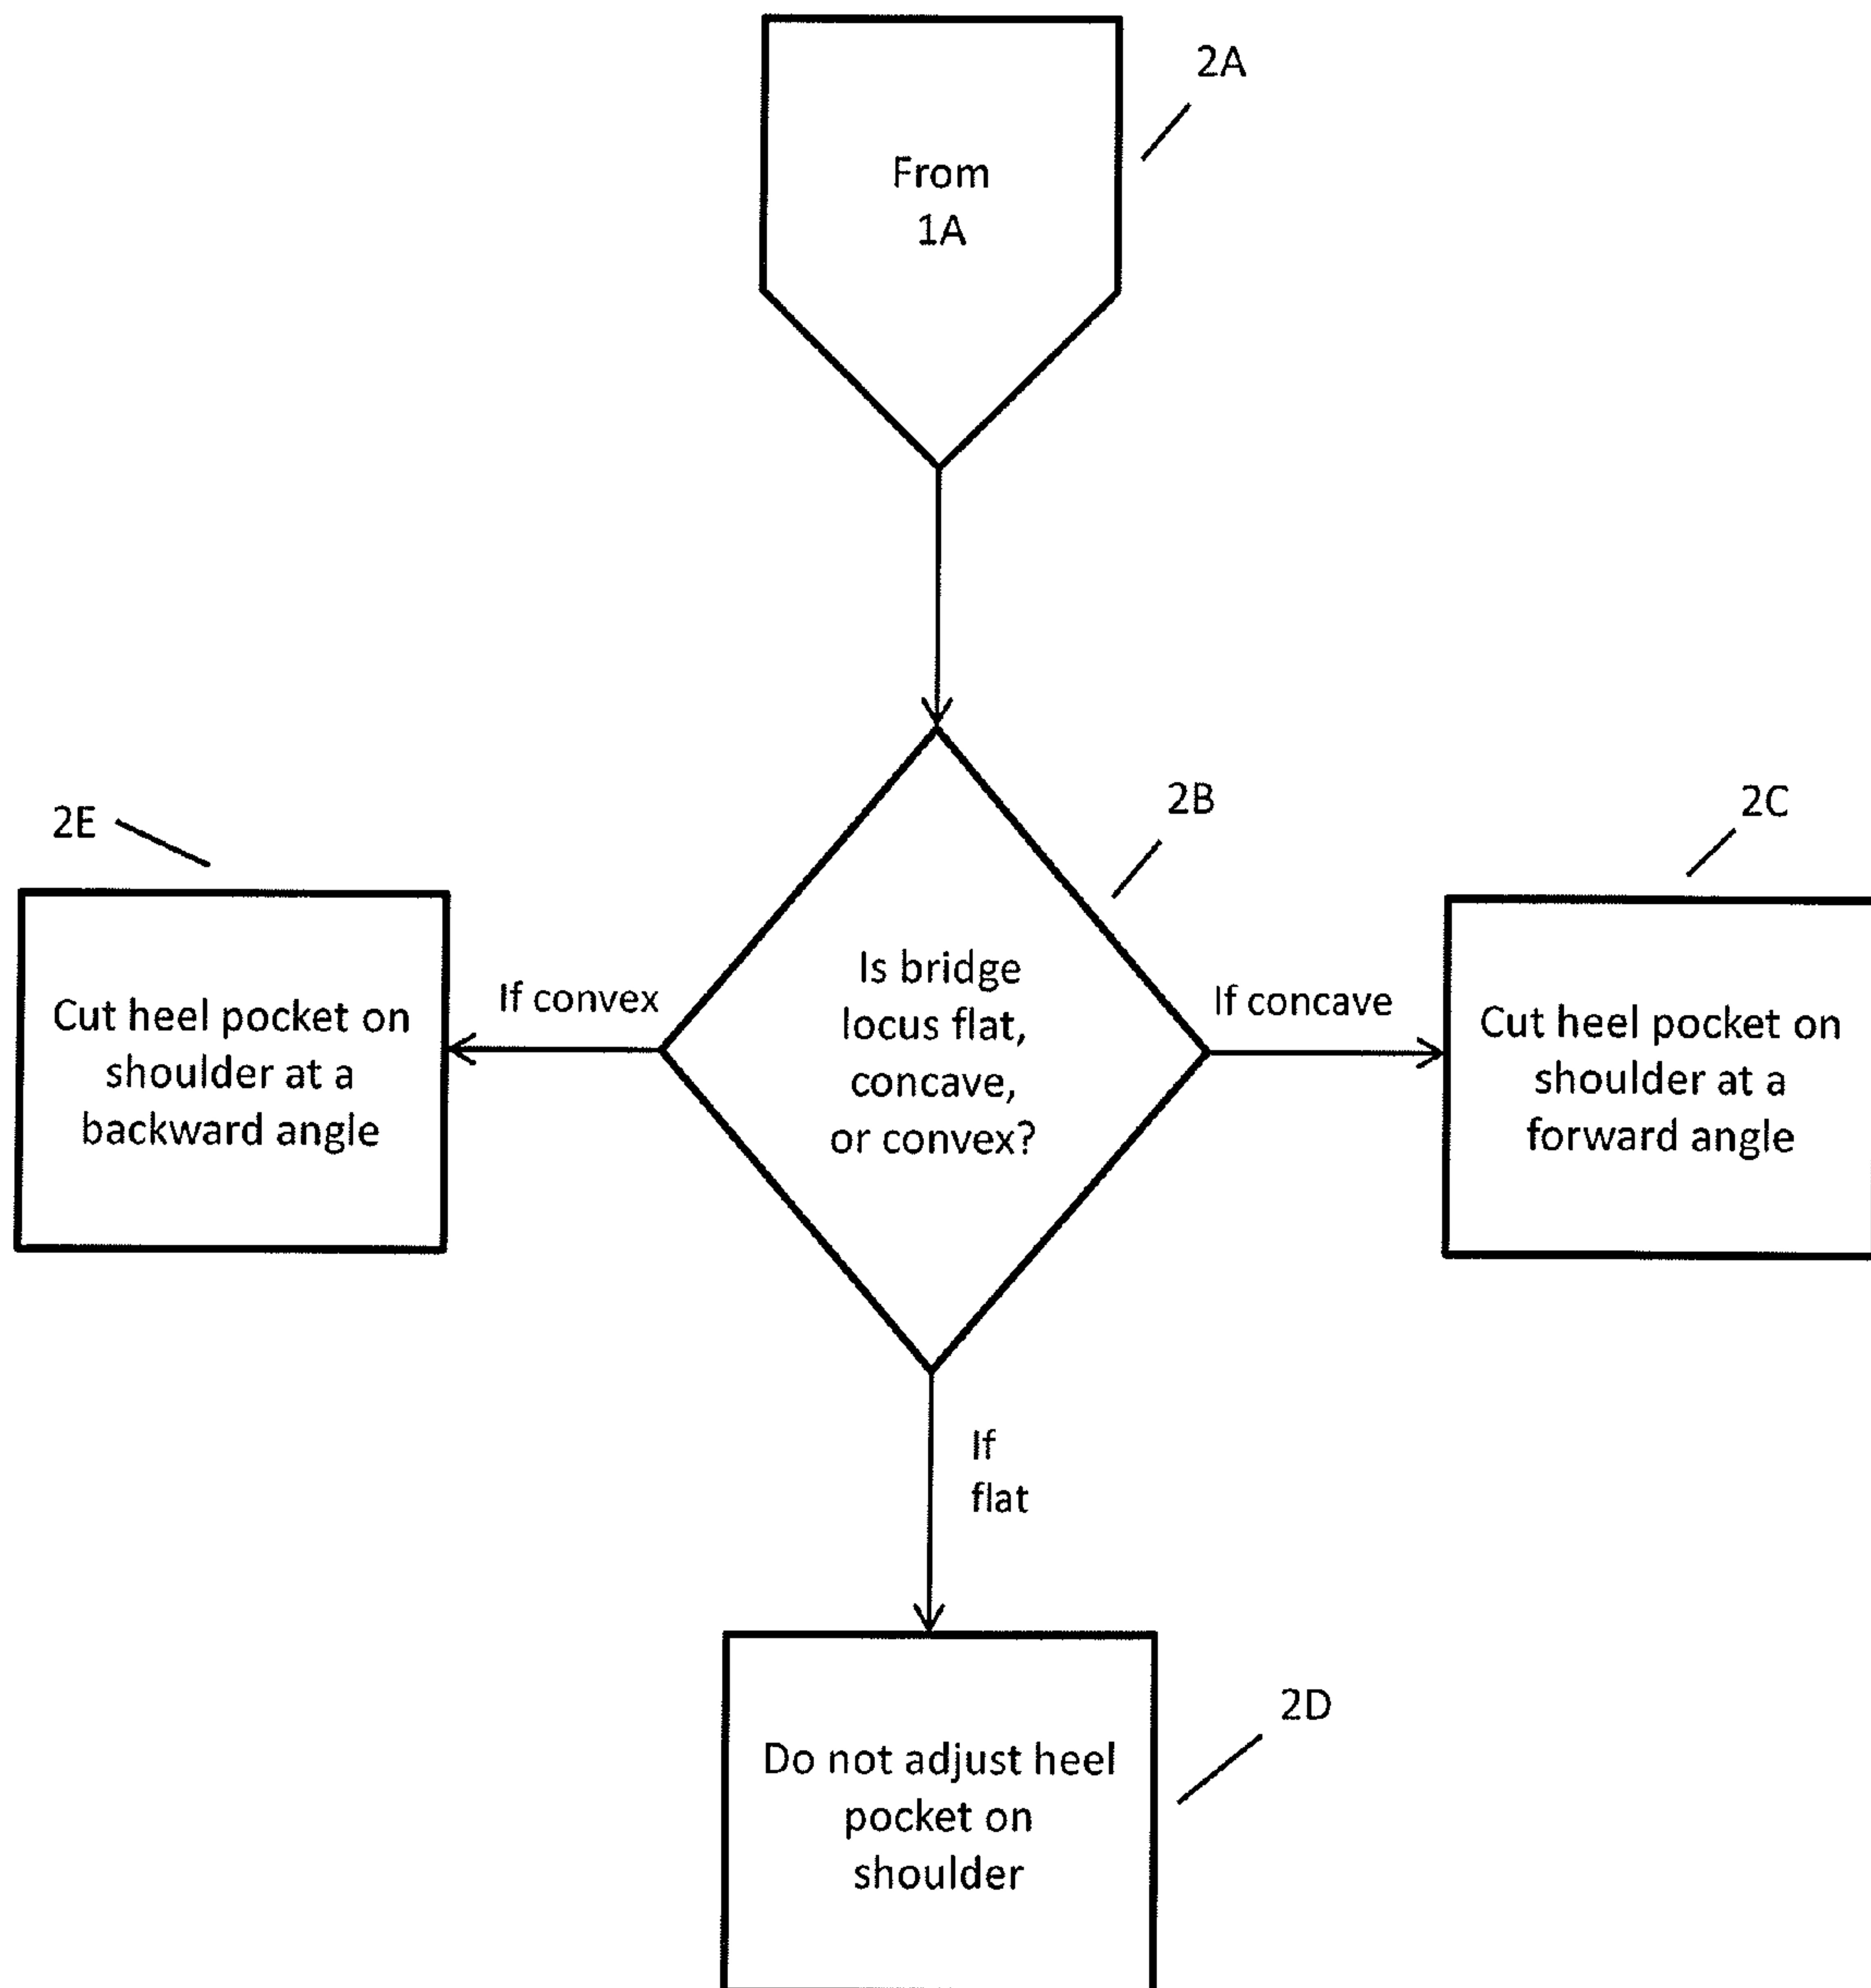 2A
From
1A
2B
2C
2E
Is bridge
locus flat,
concave,
or convex?
If convex
If concave
Cut heel pocket on
shoulder at a
backward angle
Cut heel pocket on
shoulder at a
forward angle
If
flat
2D
Do not adjust heel
pocket on
shoulder